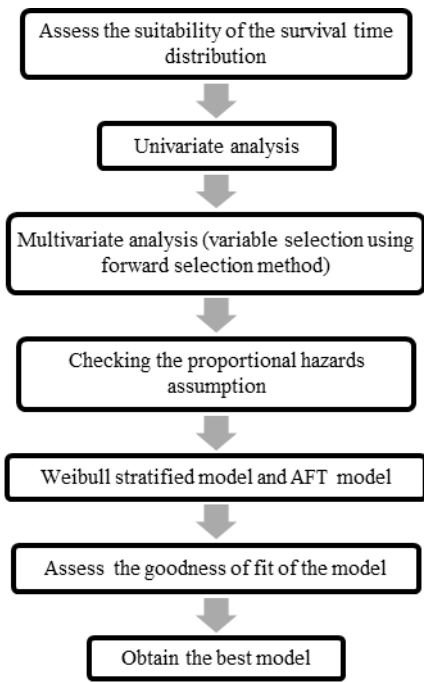 Assess the suitability of the survival time
distribution
Univariate analysis
Multivariate analysis (variable selection using
forward selection method)
Checking the proportional hazards
assumption
Weibull stratified model and AFT model
Assess the goodness of fit of the model
Obtain the best model